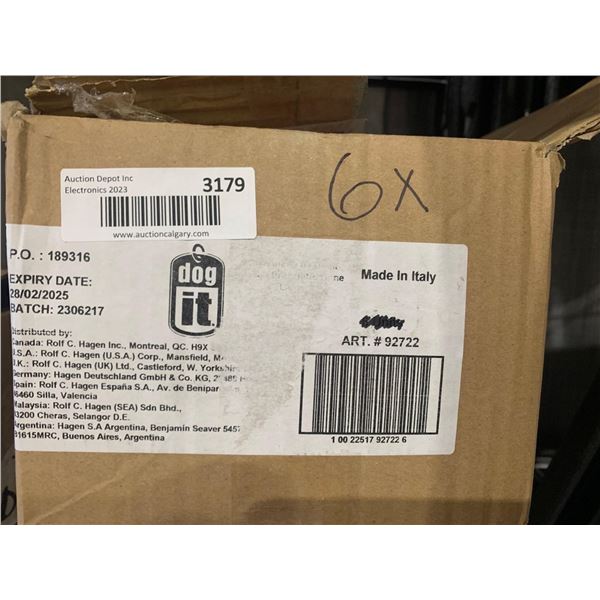 Auction Depot Inc
Electronics 2023
3179
www.auctioncalgary.com
6X
P.O. : 189316
EXPIRY DATE:
28/02/2025
BATCH: 2306217
dog
it.
Made In Italy
ART. # 92722
1 00 22517 92722 6
Distributed by:
Canada: Rolf C. Hagen Inc., Montreal, QC. H9X
U.S.A.: Rolf C. Hagen (U.S.A.) Corp., Mansfield,
U.K.: Rolf C. Hagen (UK) Ltd., Castleford, W. Yorkshir
Germany: Hagen Deutschland GmbH & Co. KG,
Spain: Rolf C. Hagen España S.A., Av. de Benipar
46460 Silla, Valencia
Malaysia: Rolf C. Hagen (SEA) Sdn Bhd.,
43200 Cheras, Selangor D.E.
Argentina: Hagen S.A Argentina, Benjamin Seaver 5457
B1615MRC, Buenos Aires, Argentina